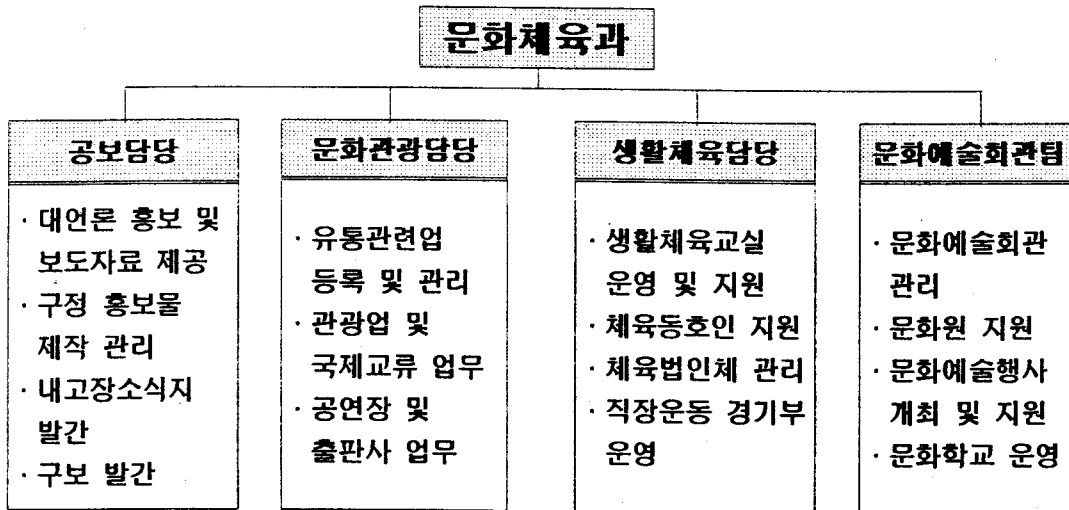 문화체육과
공보담당
· 대언론 홍보 및
보도자료 제공
· 구정 홍보물
제작 관리
· 내고장소식지
발간
· 구보 발간
문화관광담당
· 유통관련업
등록 및 관리
· 관광업 및
국제교류 업무
· 공연장 및
출판사 업무
생활체육담당
· 생활체육교실
운영 및 지원
· 체육동호인 지원
· 체육법인체 관리
· 직장운동 경기부
운영
문화예술회관팀
· 문화예술회관
관리
· 문화원 지원
· 문화예술행사
개최 및 지원
· 문화학교 운영